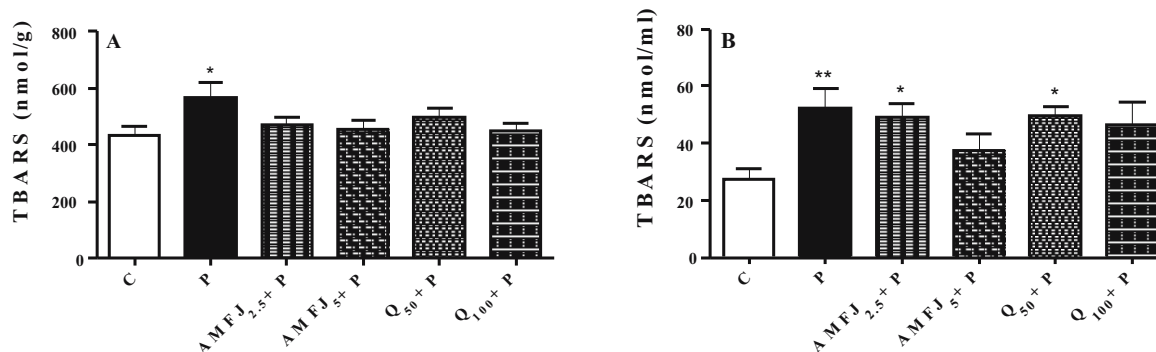 A
TBARS (nmol/g)
800
600
400
200
0
*
C
P
AMFJ2.5+ P
AMFJ5+ P
Q50+ P
Q100+ P
B
TBARS (nmol/ml)
80
60
40
20
0
**
*
*
C
P
AMFJ2.5+ P
AMFJ5+ P
Q50+ P
Q100+ P